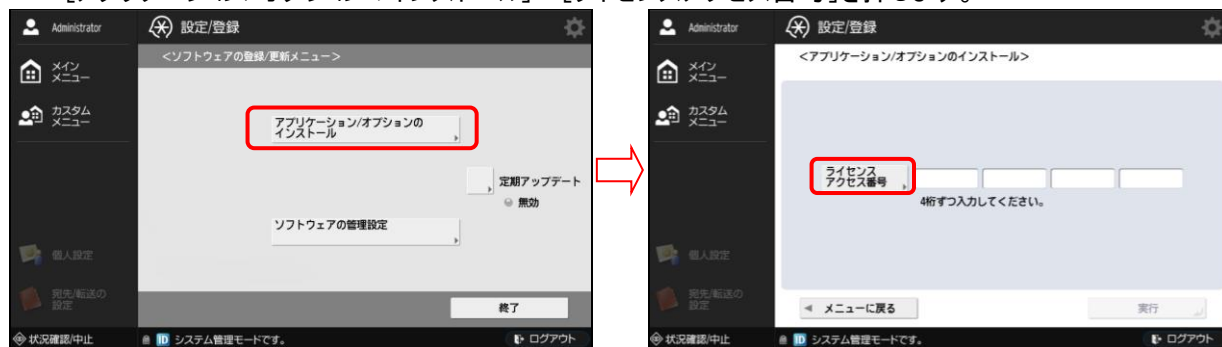 Administrator
設定/登録
<ソフトウェアの登録/更新メニュー>
メイン
メニュー
カスタム
メニュー
アプリケーション/オプションの
インストール
定期アップデート
無効
ソフトウェアの管理設定
個人設定
宛先/転送の
設定
終了
状況確認/中止
ID システム管理モードです。
ログアウト
Administrator
設定/登録
<アプリケーション/オプションのインストール>
メイン
メニュー
カスタム
メニュー
ライセンス
アクセス番号
4桁ずつ入力してください。
個人設定
宛先/転送の
設定
メニューに戻る
実行
状況確認/中止
ID システム管理モードです。
ログアウト